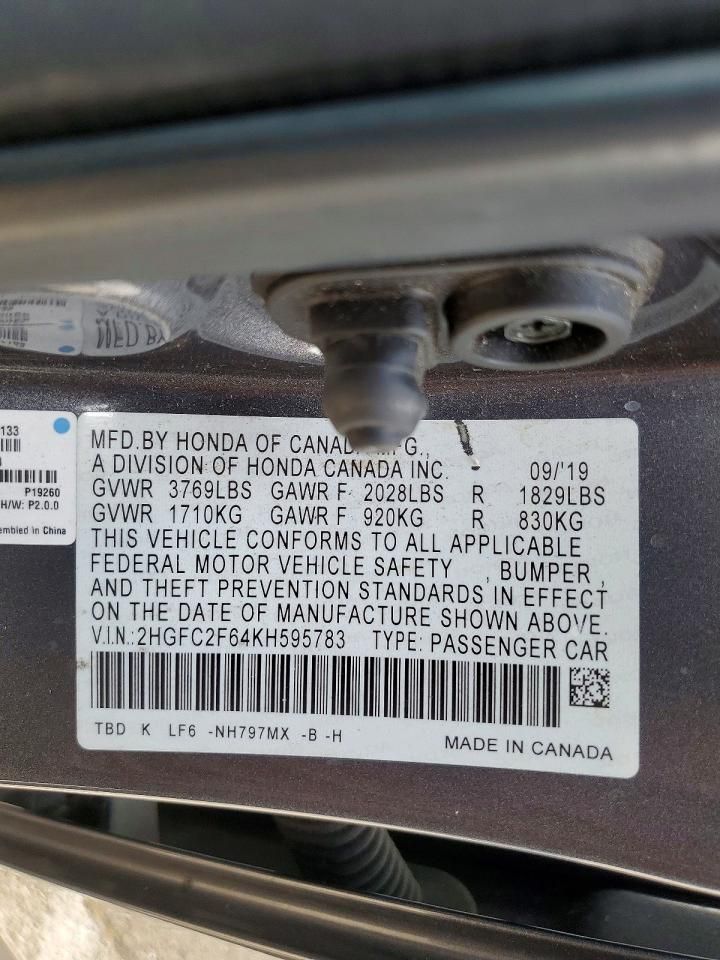 133
P19260
H/W: P2.0.0
embled in China
MFD.BY HONDA OF CANADA MFG.,
A DIVISION OF HONDA CANADA INC. 09/'19
GVWR 3769LBS GAWR F 2028LBS R 1829LBS
GVWR 1710KG GAWR F 920KG R 830KG
THIS VEHICLE CONFORMS TO ALL APPLICABLE
FEDERAL MOTOR VEHICLE SAFETY , BUMPER ,
AND THEFT PREVENTION STANDARDS IN EFFECT
ON THE DATE OF MANUFACTURE SHOWN ABOVE.
V.I.N.:2HGFC2F64KH595783 TYPE: PASSENGER CAR
TBD K LF6 -NH797MX -B -H
MADE IN CANADA